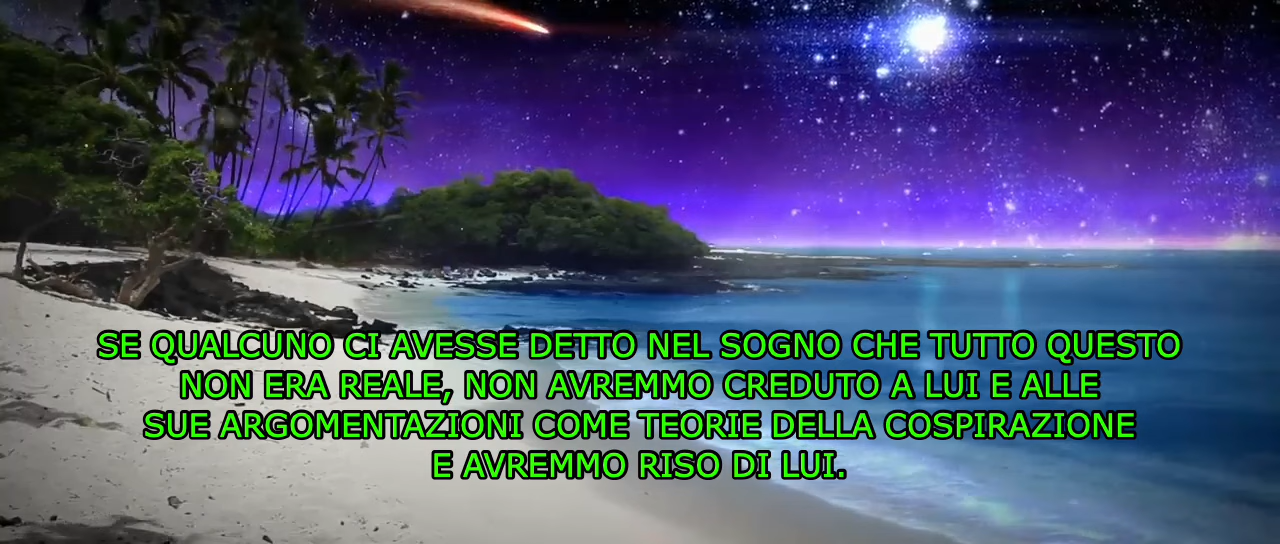 SE QUALCUNO CI AVESSE DETTO NEL SOGNO CHE TUTTO QUESTO
NON ERA REALE, NON AVREMMO CREDUTO A LUI E ALLE
SUE ARGOMENTAZIONI COME TEORIE DELLA COSPIRAZIONE
E AVREMMO RISO DI LUI.